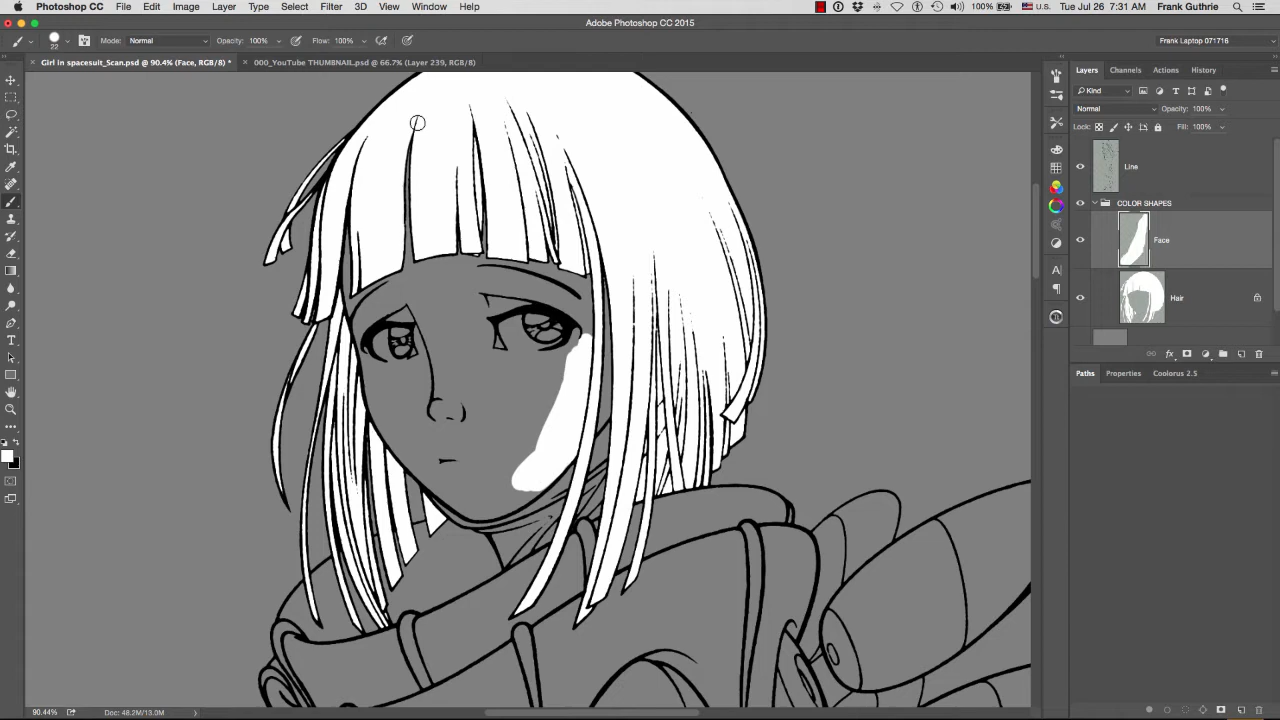 Photoshop CC File Edit Image Layer Type Select Filter 3D View Window Help 100% U.S. Tue Jul 26 7:31 AM Frank Guthrie
Adobe Photoshop CC 2015
22 Mode: Normal Opacity: 100% Flow: 100% Frank Laptop 071716
Girl in spacesuit_Scan.psd @ 90.4% (Face, RGB/8) * 000_YouTube THUMBNAIL.psd @ 66.7% (Layer 239, RGB/8)
Layers Channels Actions History
Kind
Normal Opacity: 100%
Lock: Fill: 100%
Line
COLOR SHAPES
Face
Hair
Paths Properties Coolorus 2.5
90.44% Doc: 48.2M/13.0M